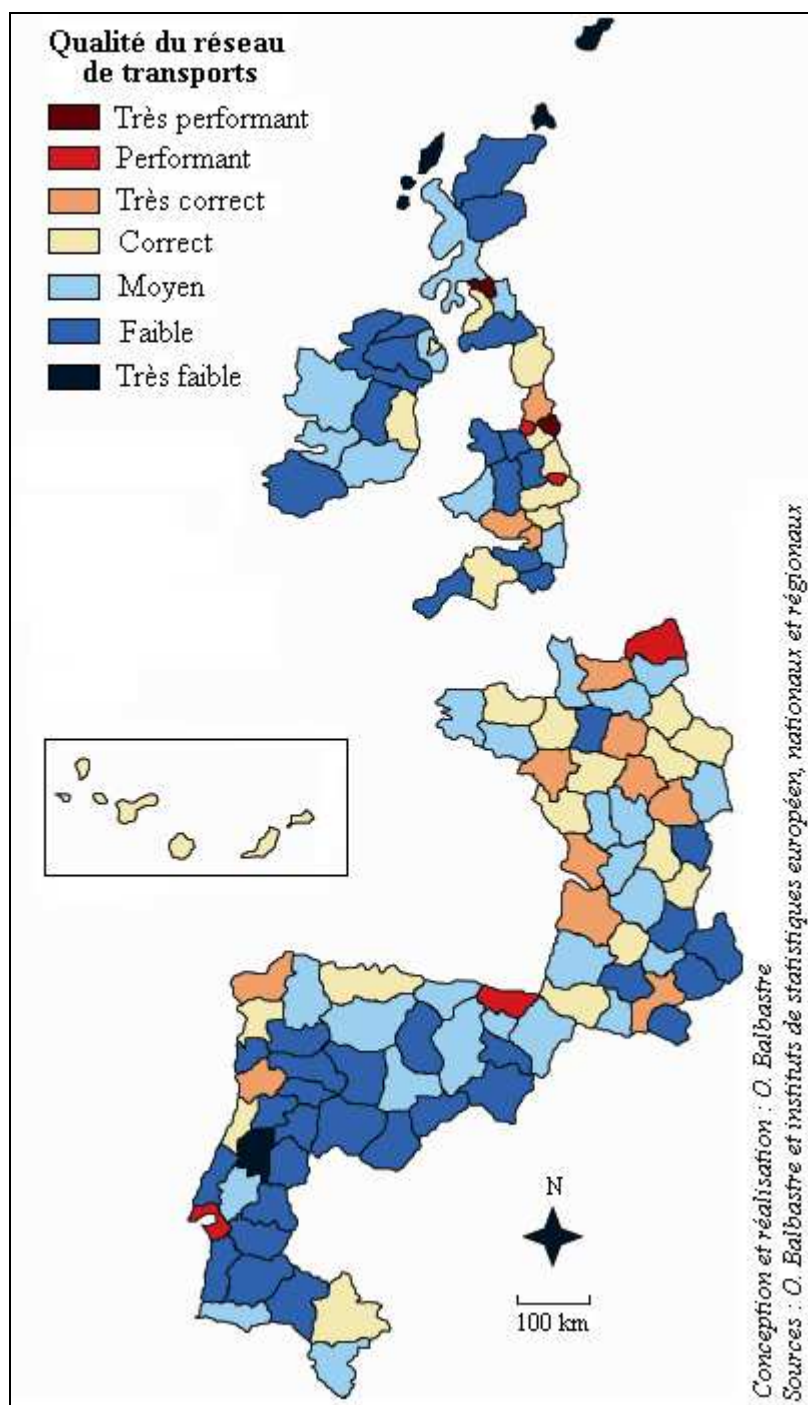 Qualité du réseau
de transports
Très performant
Performant
Très correct
Correct
Moyen
Faible
Très faible
N
100 km
Conception et réalisation : O. Balbastre
Sources : O. Balbastre et instituts de statistiques européen, nationaux et régionaux